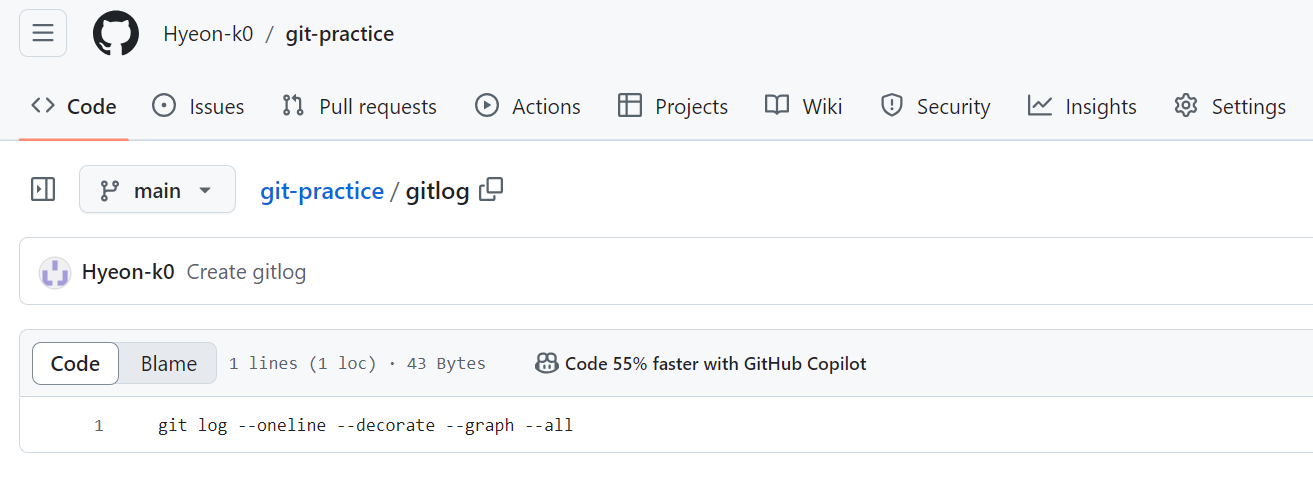 Hyeon-k0 / git-practice
Code Issues Pull requests Actions Projects Wiki Security Insights Settings
main git-practice / gitlog
Hyeon-k0 Create gitlog
Code Blame 1 lines (1 loc) · 43 Bytes Code 55% faster with GitHub Copilot
1 git log --oneline --decorate --graph --all